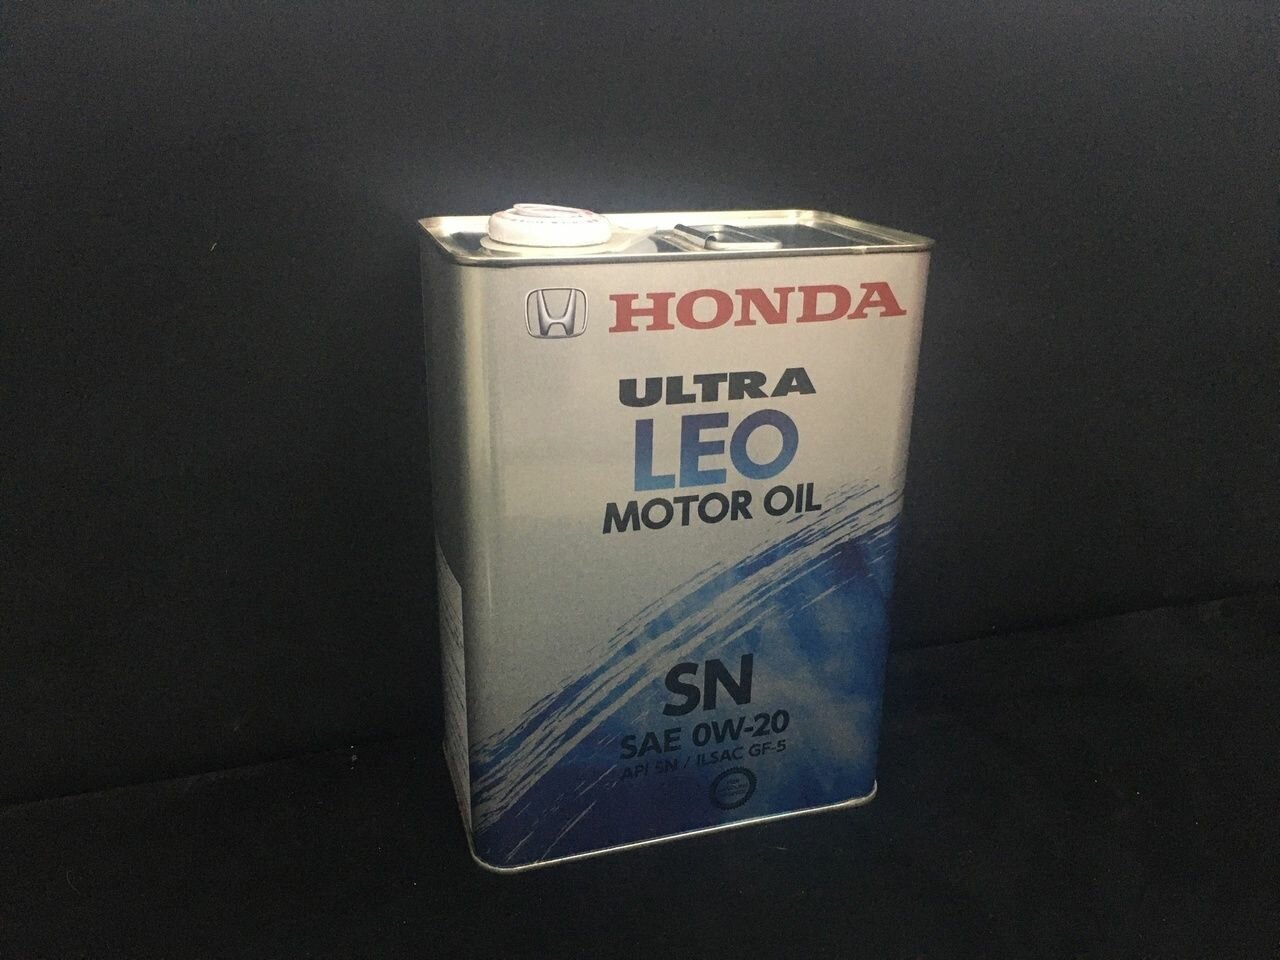 HONDA
ULTRA
LEO
MOTOR OIL
SN
SAE 0W-20
API SN / ILSAC GF-5